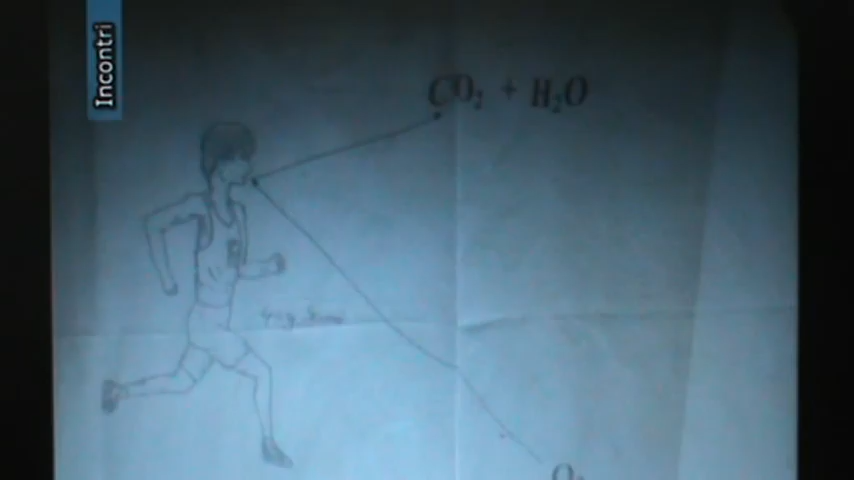 Incontri
CO₂ + H₂O
O₂